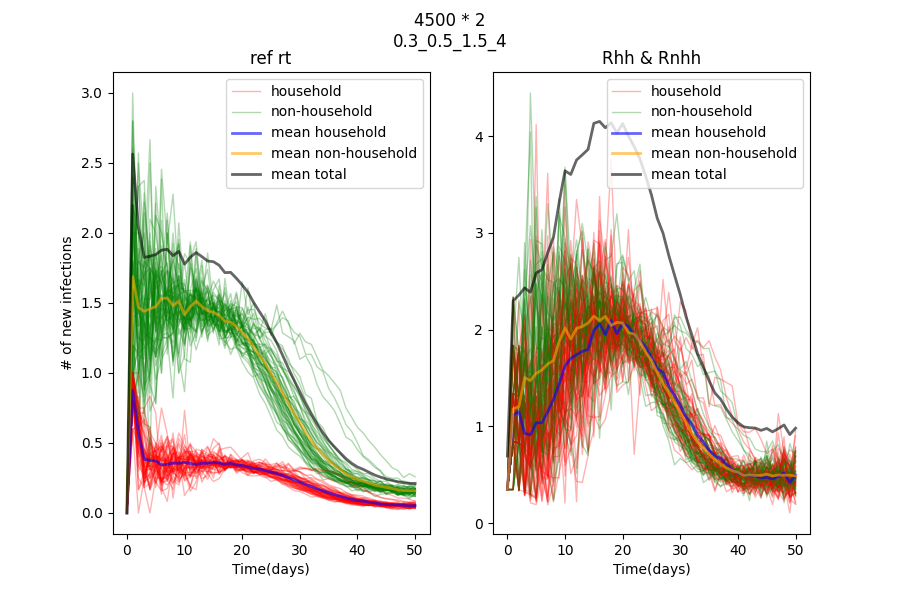 4500 * 2
0.3_0.5_1.5_4
ref rt
household
non-household
mean household
mean non-household
mean total
3.0
2.5
2.0
1.5
1.0
0.5
0.0
# of new infections
0
10
20
30
40
50
Time(days)
Rhh & Rnhh
household
non-household
mean household
mean non-household
mean total
4
3
2
1
0
0
10
20
30
40
50
Time(days)